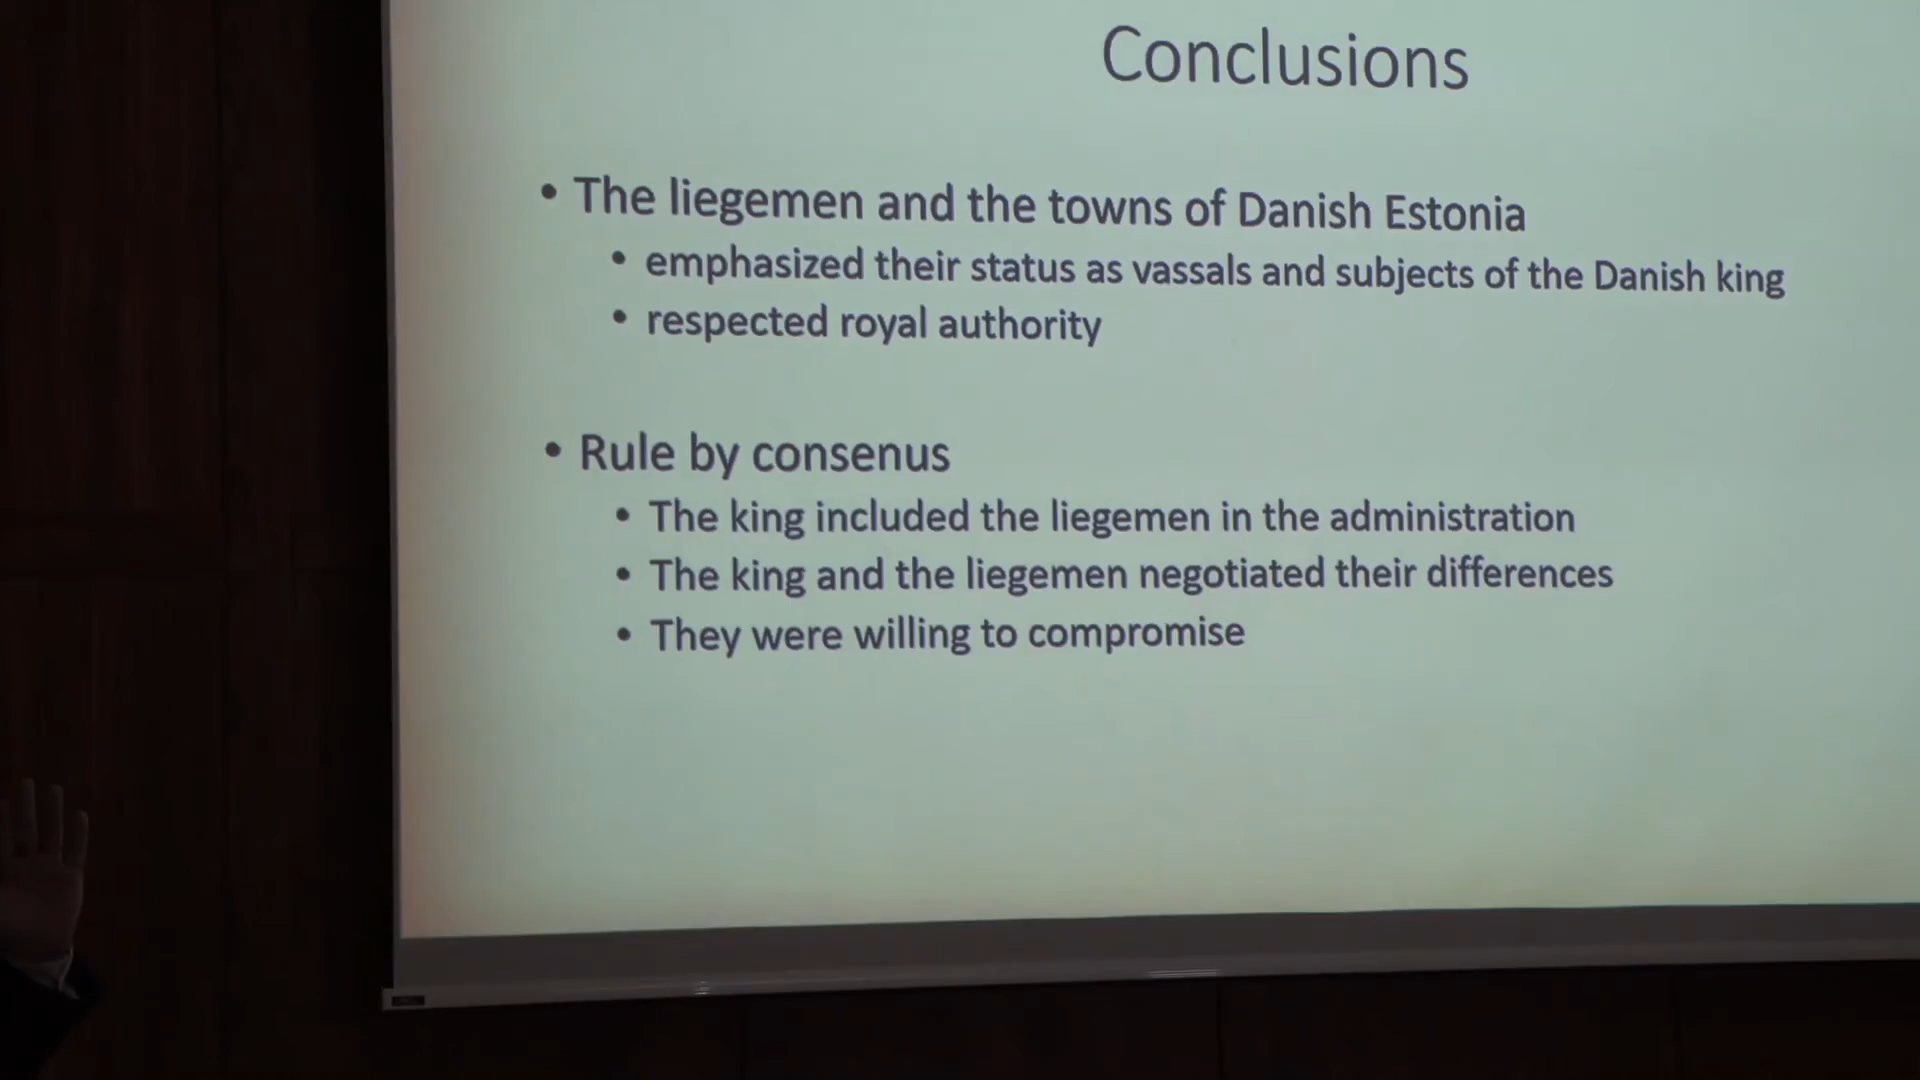 Conclusions
• The liegemen and the towns of Danish Estonia
• emphasized their status as vassals and subjects of the Danish king
• respected royal authority
• Rule by consenus
• The king included the liegemen in the administration
• The king and the liegemen negotiated their differences
• They were willing to compromise